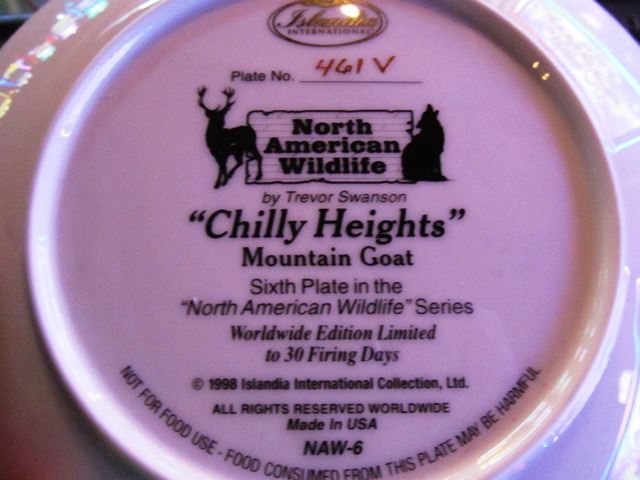 Islandia
INTERNATIONAL
Plate No. 461 V
North
American
Wildlife
by Trevor Swanson
"Chilly Heights"
Mountain Goat
Sixth Plate in the
"North American Wildlife" Series
Worldwide Edition Limited
to 30 Firing Days
© 1998 Islandia International Collection, Ltd.
ALL RIGHTS RESERVED WORLDWIDE
Made In USA
NAW-6
NOT FOR FOOD USE - FOOD CONSUMED FROM THIS PLATE MAY BE HARMFUL